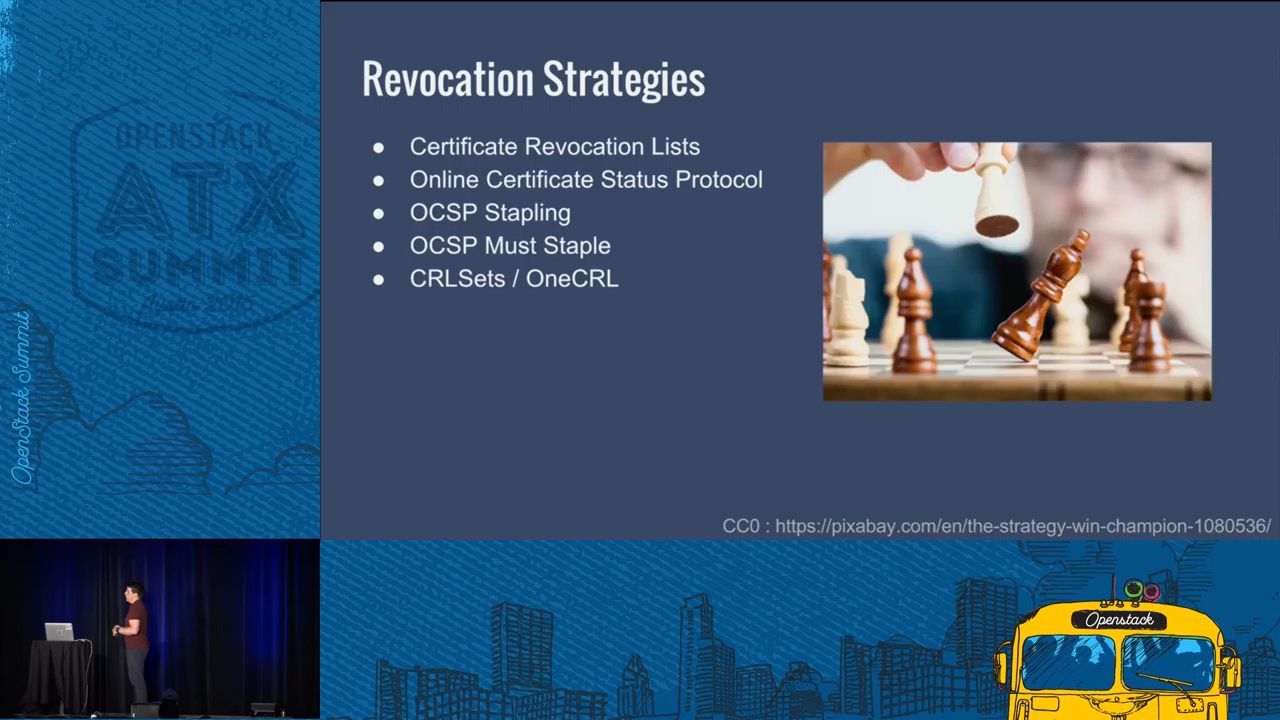 Revocation Strategies
● Certificate Revocation Lists
● Online Certificate Status Protocol
● OCSP Stapling
● OCSP Must Staple
● CRLSets / OneCRL
CC0 : https://pixabay.com/en/the-strategy-win-champion-1080536/
OPENSTACK
ATX
SUMMIT
OpenStack Summit
Openstack